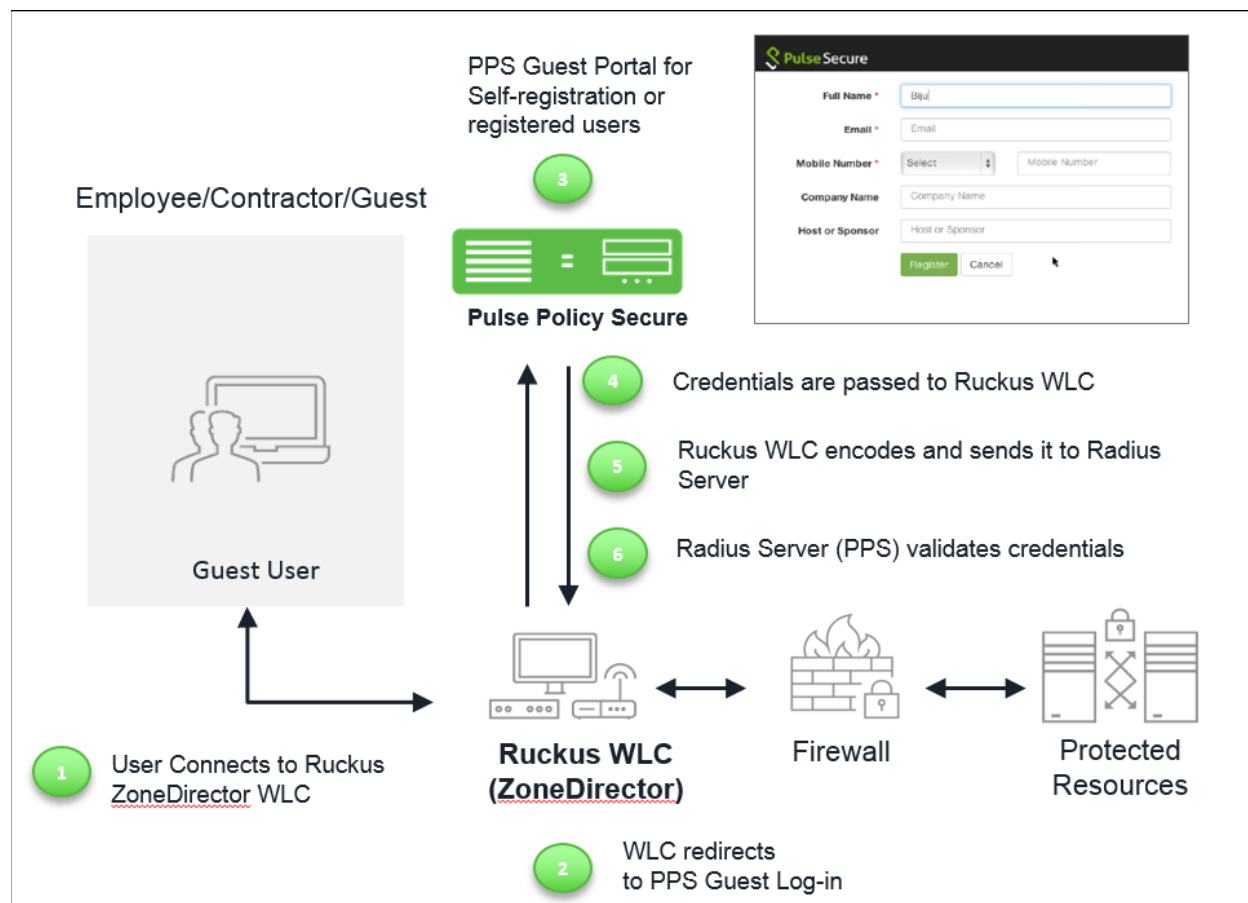 PPS Guest Portal for
Self-registration or
registered users
3
Employee/Contractor/Guest
Pulse Policy Secure
Guest User
Pulse Secure
Full Name *
Biju
Email *
Email
Mobile Number *
Select
Mobile Number
Company Name
Company Name
Host or Sponsor
Host or Sponsor
Register
Cancel
4
Credentials are passed to Ruckus WLC
5
Ruckus WLC encodes and sends it to Radius
Server
6
Radius Server (PPS) validates credentials
1
User Connects to Ruckus
ZoneDirector WLC
Ruckus WLC
(ZoneDirector)
Firewall
Protected
Resources
2
WLC redirects
to PPS Guest Log-in